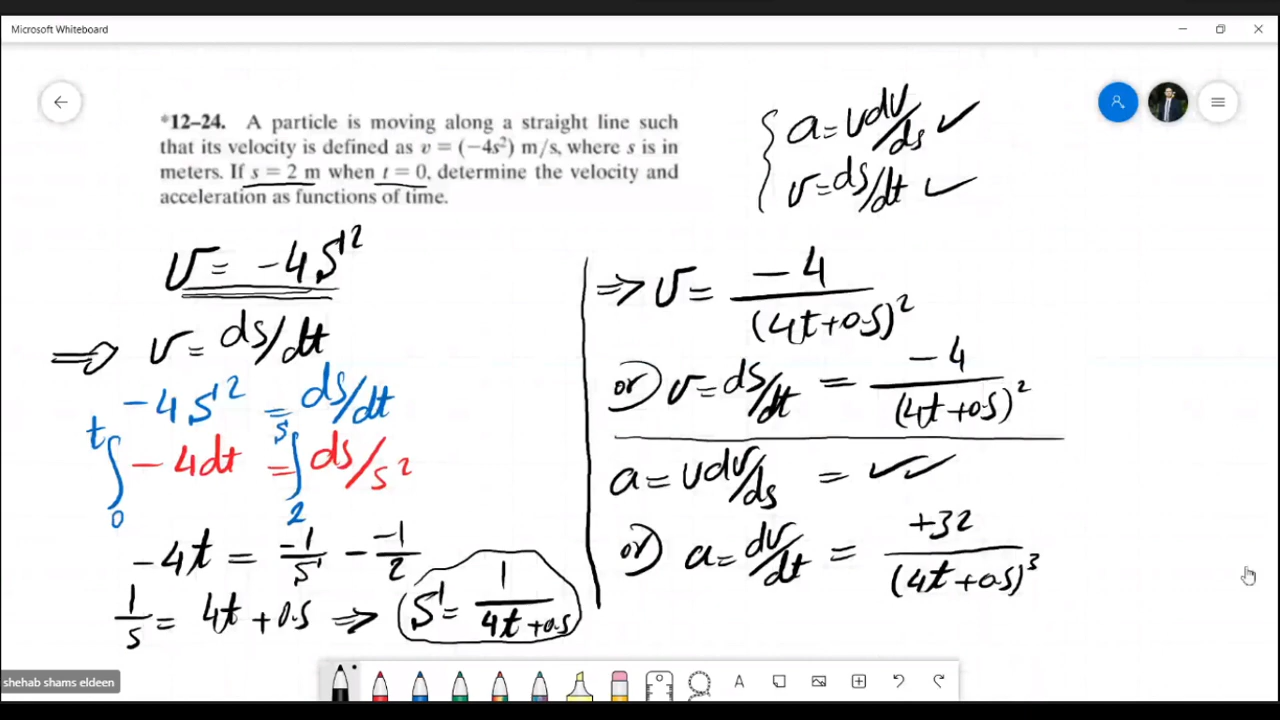 Microsoft Whiteboard
*12–24. A particle is moving along a straight line such
that its velocity is defined as v = (−4s²) m/s, where s is in
meters. If s = 2 m when t = 0, determine the velocity and
acceleration as functions of time.
a = vdv/ds ✓
v = ds/dt ✓
v = -4s²
⇒ v = ds/dt
-4s² = ds/dt
∫₀ᵗ -4dt = ∫₂ˢ ds/s²
-4t = -1/s - -1/2
1/s = 4t+0.5 ⇒ (s = 1/(4t+0.5)
⇒ v = -4/(4t+0.5)²
or) v = ds/dt = -4/(4t+0.5)²
a = vdv/ds = ✓✓
or) a = dv/dt = +32/(4t+0.5)³
shehab shams eldeen
A